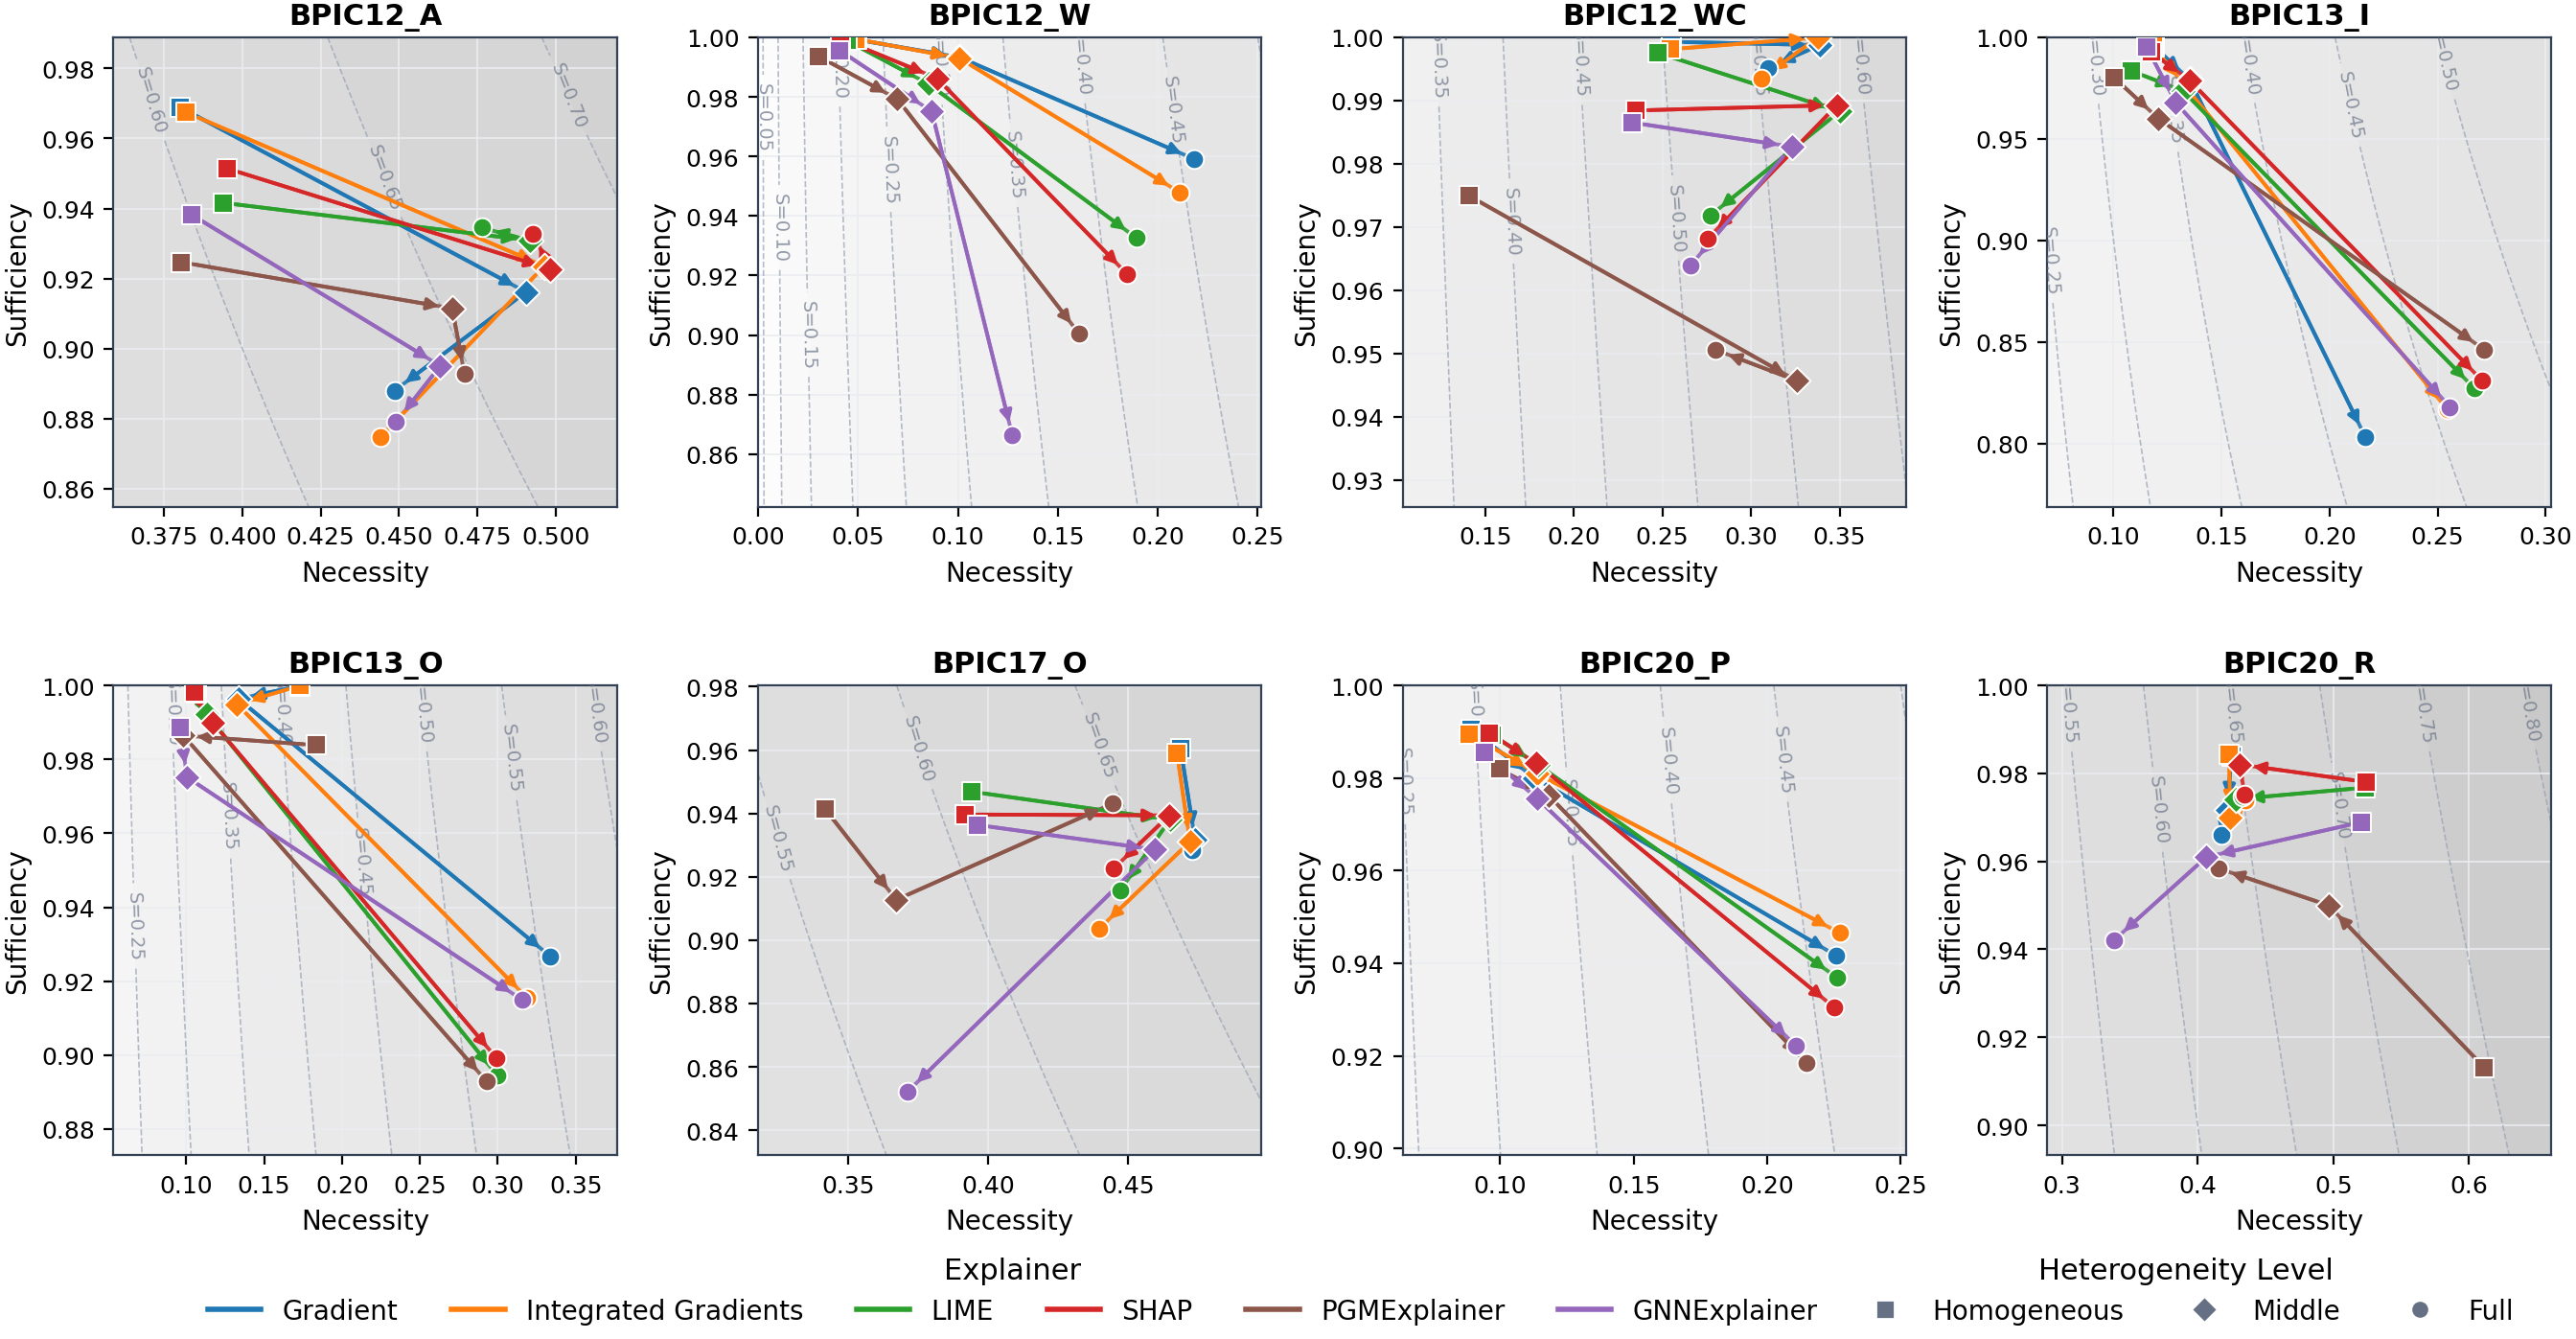 BPIC12_A
BPIC12_W
BPIC12_WC
BPIC13_I
Sufficiency
0.98
0.96
0.94
0.92
0.90
0.88
0.86
S=0.60
S=0.65
S=0.70
0.375 0.400 0.425 0.450 0.475 0.500
Necessity
Sufficiency
1.00
0.98
0.96
0.94
0.92
0.90
0.88
0.86
S=0.05
S=0.10
S=0.15
S=0.25
S=0.35
S=0.40
S=0.45
0.00 0.05 0.10 0.15 0.20 0.25
Necessity
Sufficiency
1.00
0.99
0.98
0.97
0.96
0.95
0.94
0.93
=0.35
S=0.40
=0.45
S=0.50
=0.60
0.15 0.20 0.25 0.30 0.35
Necessity
Sufficiency
1.00
0.95
0.90
0.85
0.80
S=0.25
=0.30
=0.40
S=0.45
=0.50
0.10 0.15 0.20 0.25 0.30
Necessity
BPIC13_O
BPIC17_O
BPIC20_P
BPIC20_R
Sufficiency
1.00
0.98
0.96
0.94
0.92
0.90
0.88
S=0.25
S=0.35
S=0.45
=0.50
S=0.55
=0.60
0.10 0.15 0.20 0.25 0.30 0.35
Necessity
Sufficiency
0.98
0.96
0.94
0.92
0.90
0.88
0.86
0.84
S=0.55
S=0.60
S=0.65
0.35 0.40 0.45
Necessity
Sufficiency
1.00
0.98
0.96
0.94
0.92
0.90
S=0.25
S=0.40
S=0.45
0.10 0.15 0.20 0.25
Necessity
Sufficiency
1.00
0.98
0.96
0.94
0.92
0.90
=0.55
S=0.60
=0.65
S=0.70
=0.75
=0.80
0.3 0.4 0.5 0.6
Necessity
Explainer
Gradient Integrated Gradients LIME SHAP PGMExplainer GNNExplainer
Heterogeneity Level
Homogeneous Middle Full